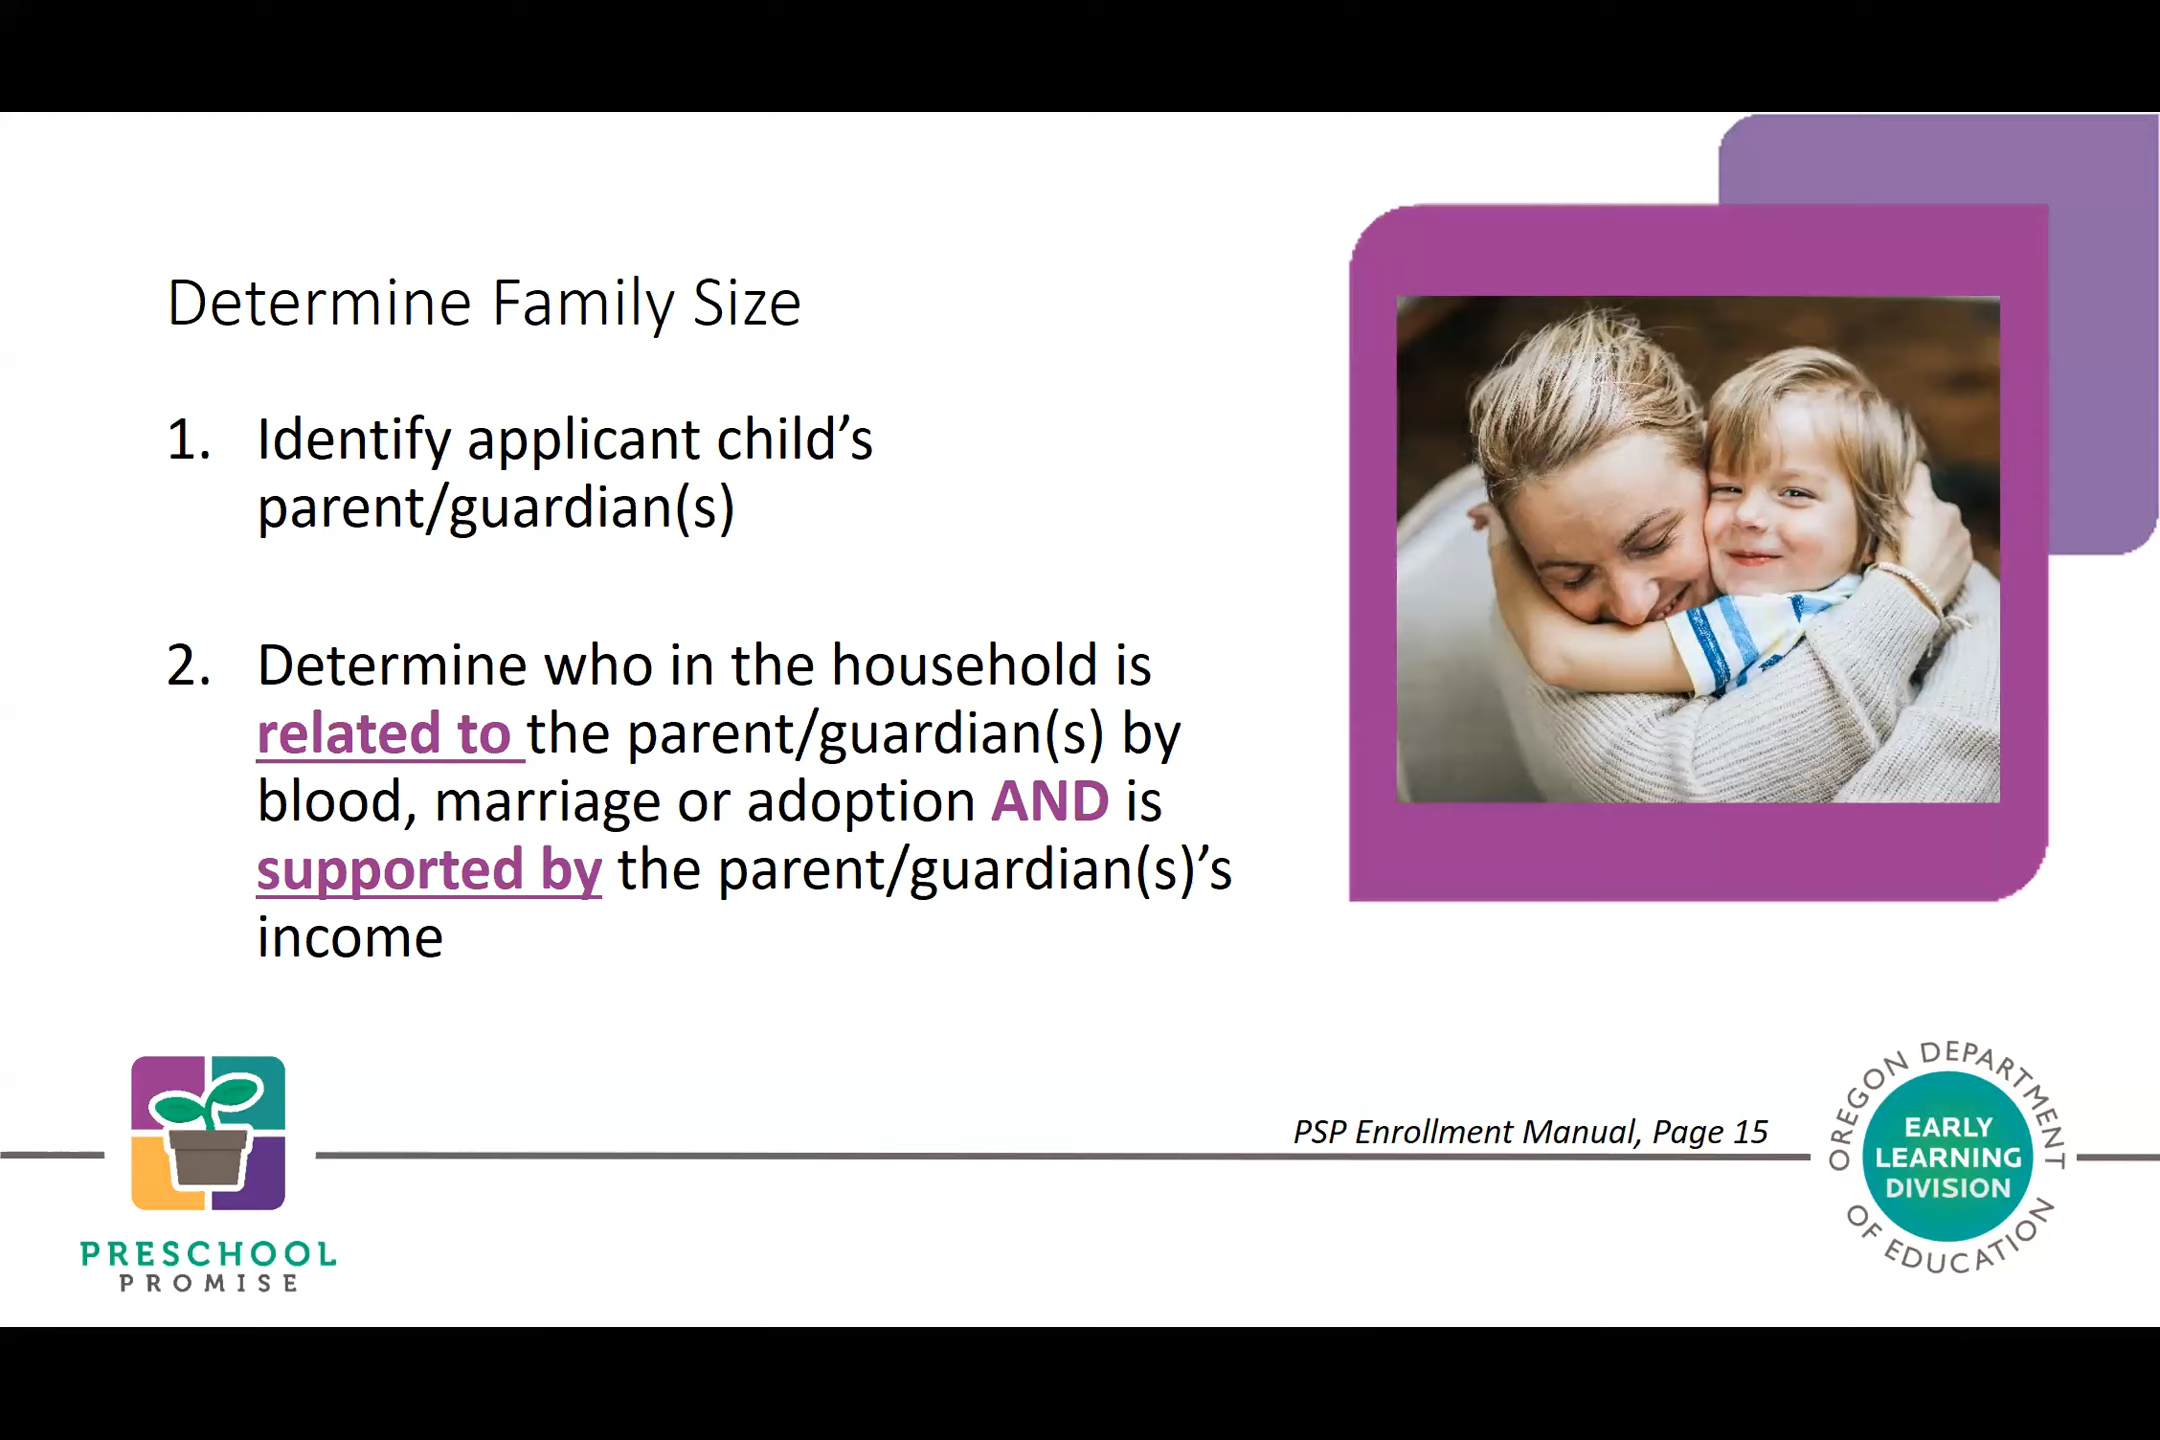 Determine Family Size
1. Identify applicant child’s
parent/guardian(s)
2. Determine who in the household is
related to the parent/guardian(s) by
blood, marriage or adoption AND is
supported by the parent/guardian(s)’s
income
PSP Enrollment Manual, Page 15
PRESCHOOL
PROMISE
OREGON DEPARTMENT
OF EDUCATION
EARLY
LEARNING
DIVISION